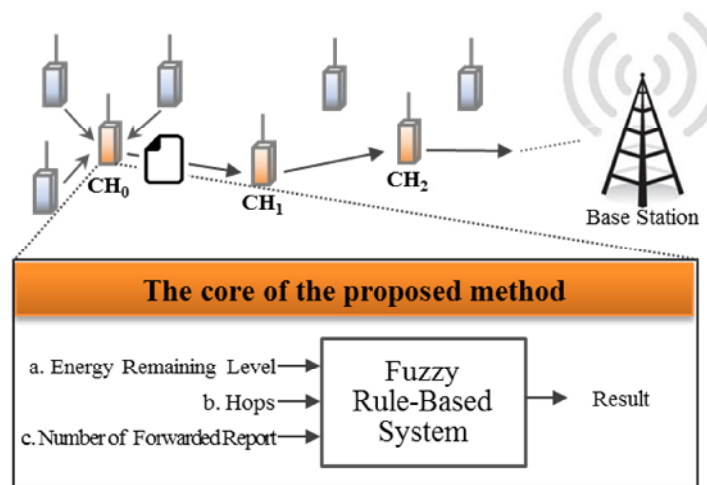 CH0
CH1
CH2
Base Station
The core of the proposed method
a. Energy Remaining Level
b. Hops
c. Number of Forwarded Report
Fuzzy
Rule-Based
System
Result